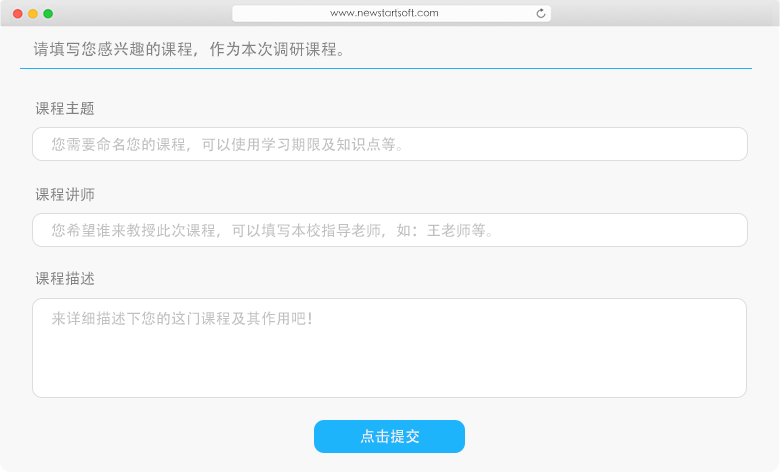 www.newstartsoft.com
请填写您感兴趣的课程，作为本次调研课程。
课程主题
您需要命名您的课程，可以使用学习期限及知识点等。
课程讲师
您希望谁来教授此次课程，可以填写本校指导老师，如：王老师等。
课程描述
来详细描述下您的这门课程及其作用吧！
点击提交